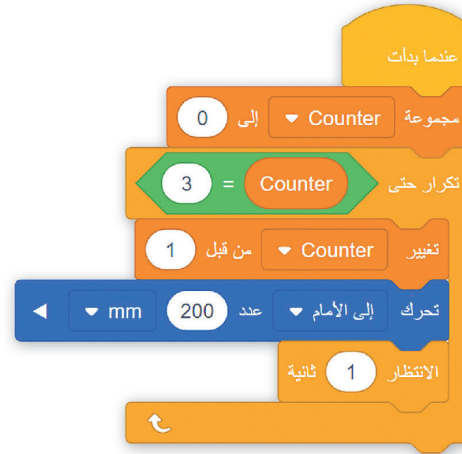 عندما بدأت
مجموعة Counter إلى 0
تكرار حتى Counter = 3
تغيير Counter من قبل 1
تحرك إلى الأمام عدد 200 mm
الانتظار 1 ثانية